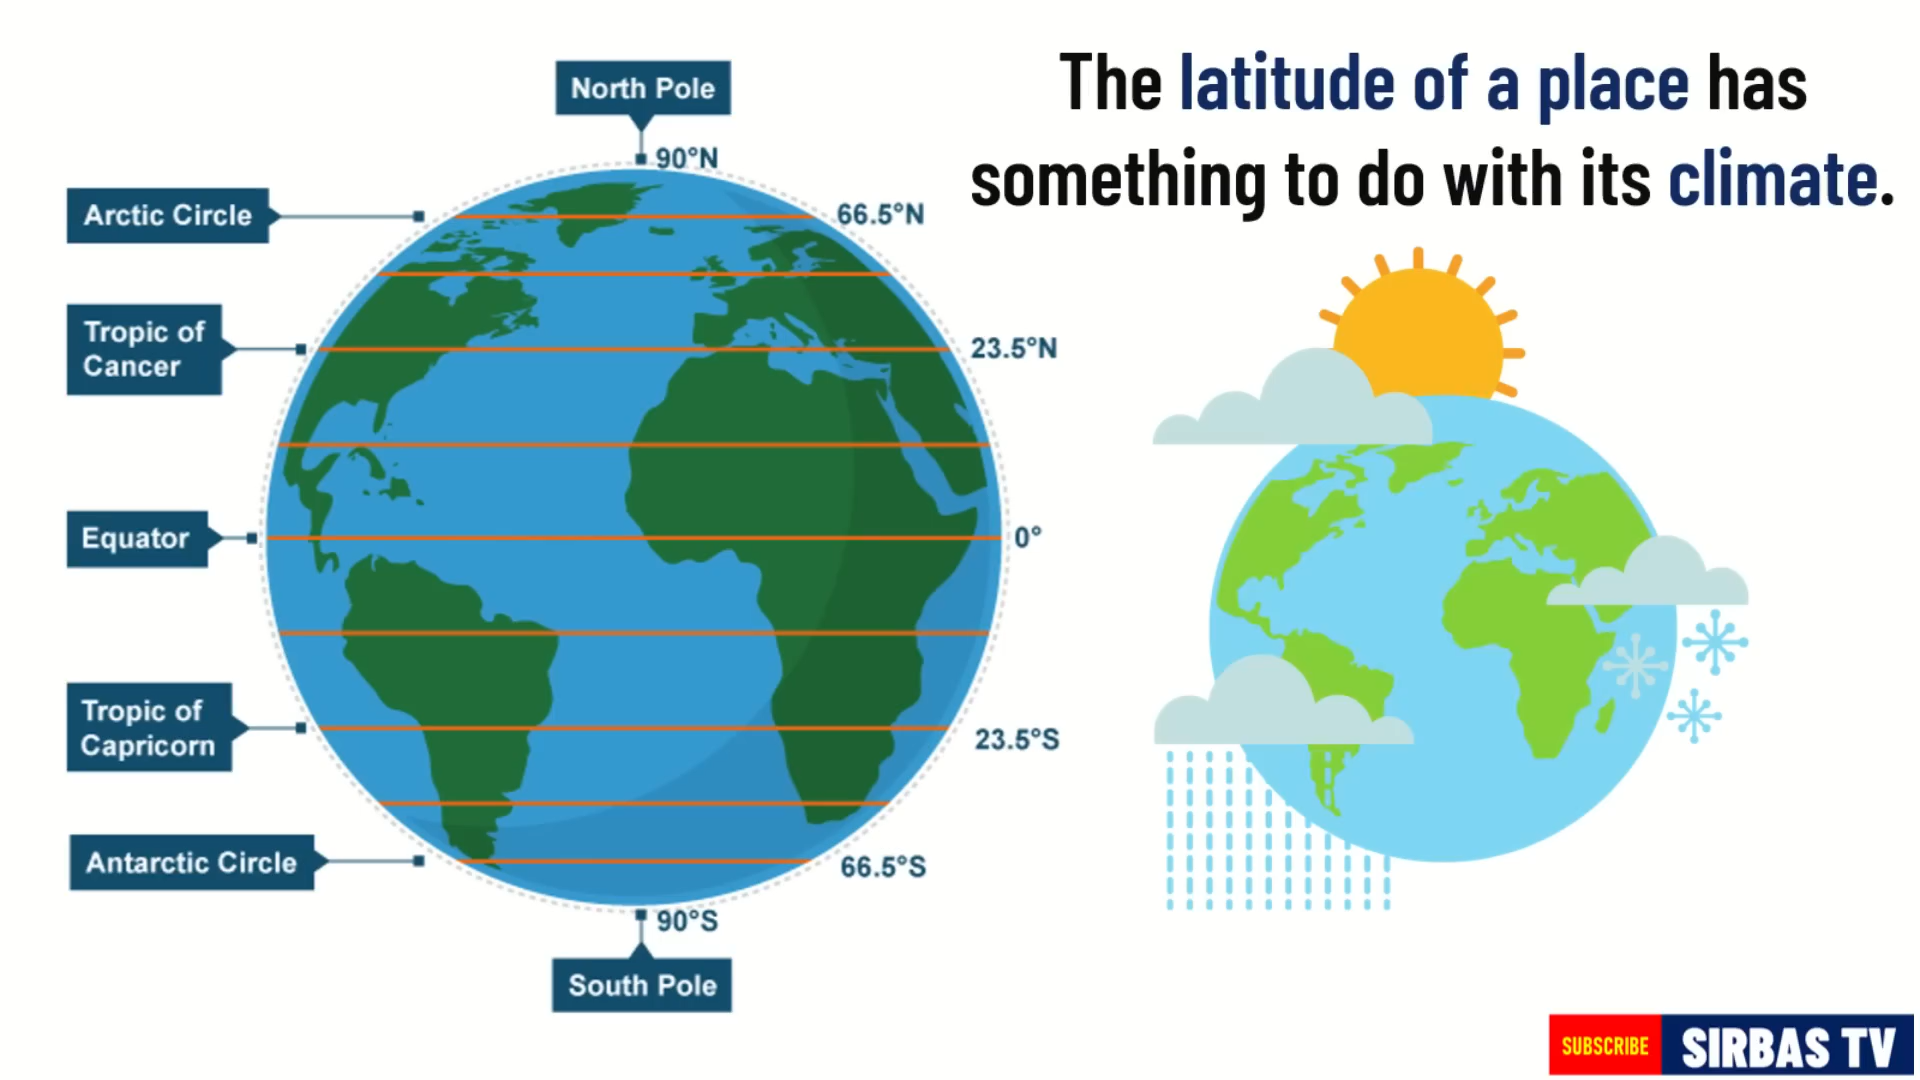 The latitude of a place has
something to do with its climate.
North Pole
90°N
Arctic Circle
66.5°N
Tropic of
Cancer
23.5°N
Equator
0°
Tropic of
Capricorn
23.5°S
Antarctic Circle
66.5°S
90°S
South Pole
SUBSCRIBE SIRBAS TV